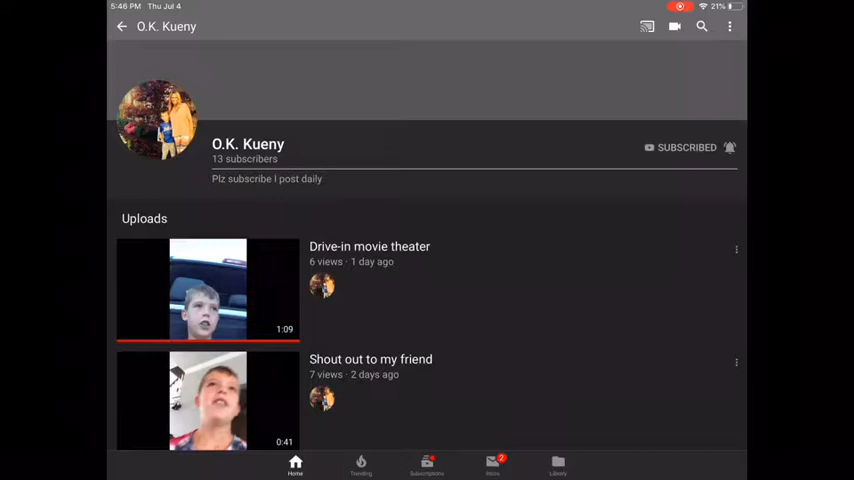 5:46 PM Thu Jul 4
21%
O.K. Kueny
O.K. Kueny
13 subscribers
SUBSCRIBED
Plz subscribe I post daily
Uploads
Drive-in movie theater
6 views · 1 day ago
1:09
Shout out to my friend
7 views · 2 days ago
0:41
2
Home
Trending
Subscriptions
Inbox
Library